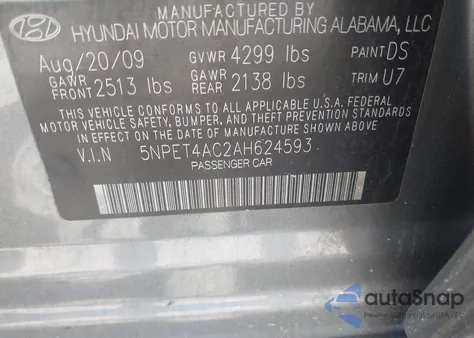 MANUFACTURED BY
HYUNDAI MOTOR MANUFACTURING ALABAMA, LLC
Aug/20/09 GVWR 4299 lbs PAINT DS
GAWR FRONT 2513 lbs GAWR REAR 2138 lbs TRIM U7
THIS VEHICLE CONFORMS TO ALL APPLICABLE U.S.A. FEDERAL
MOTOR VEHICLE SAFETY, BUMPER, AND THEFT PREVENTION STANDARDS
IN EFFECT ON THE DATE OF MANUFACTURE SHOWN ABOVE.
V.I.N 5NPET4AC2AH624593
PASSENGER CAR
autoSnap